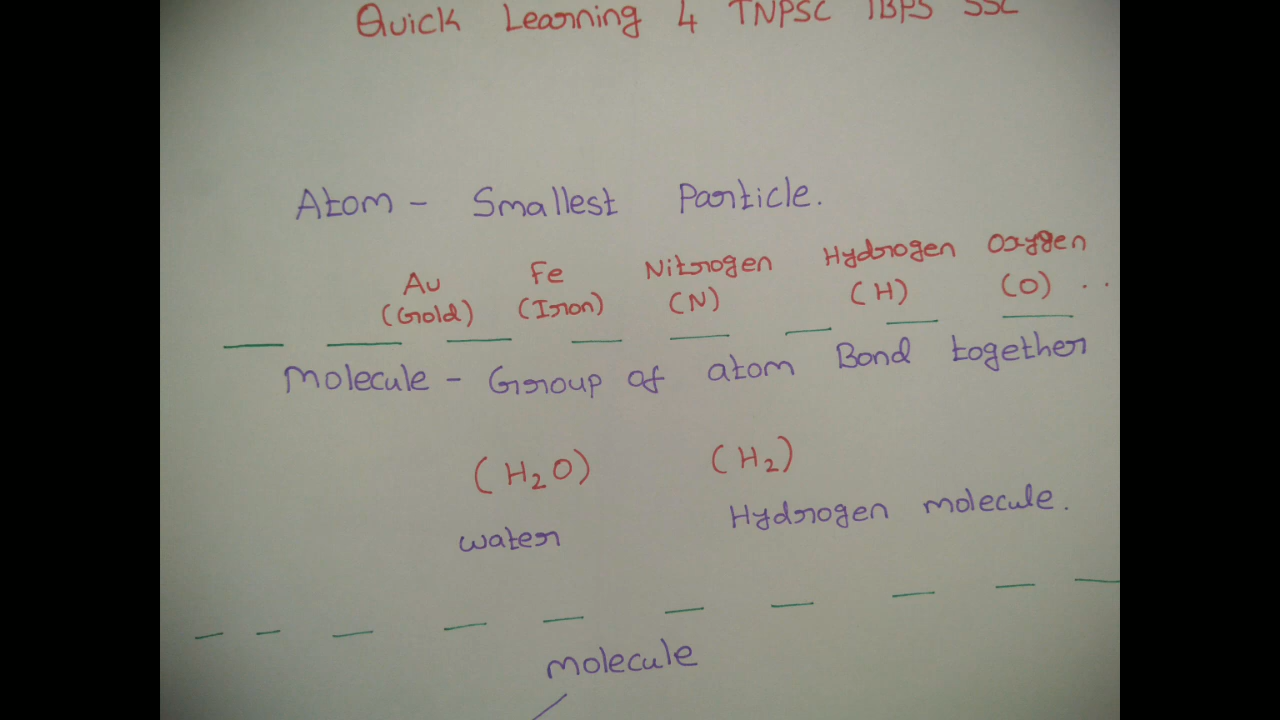 Quick Learning 4 TNPSC IBPS SSC
Atom - Smallest Particle.
Au Fe Nitrogen Hydrogen Oxygen
(Gold) (Iron) (N) (H) (O) ..
Molecule - Group of atom Bond together
(H₂O) (H₂)
water Hydrogen molecule.
molecule